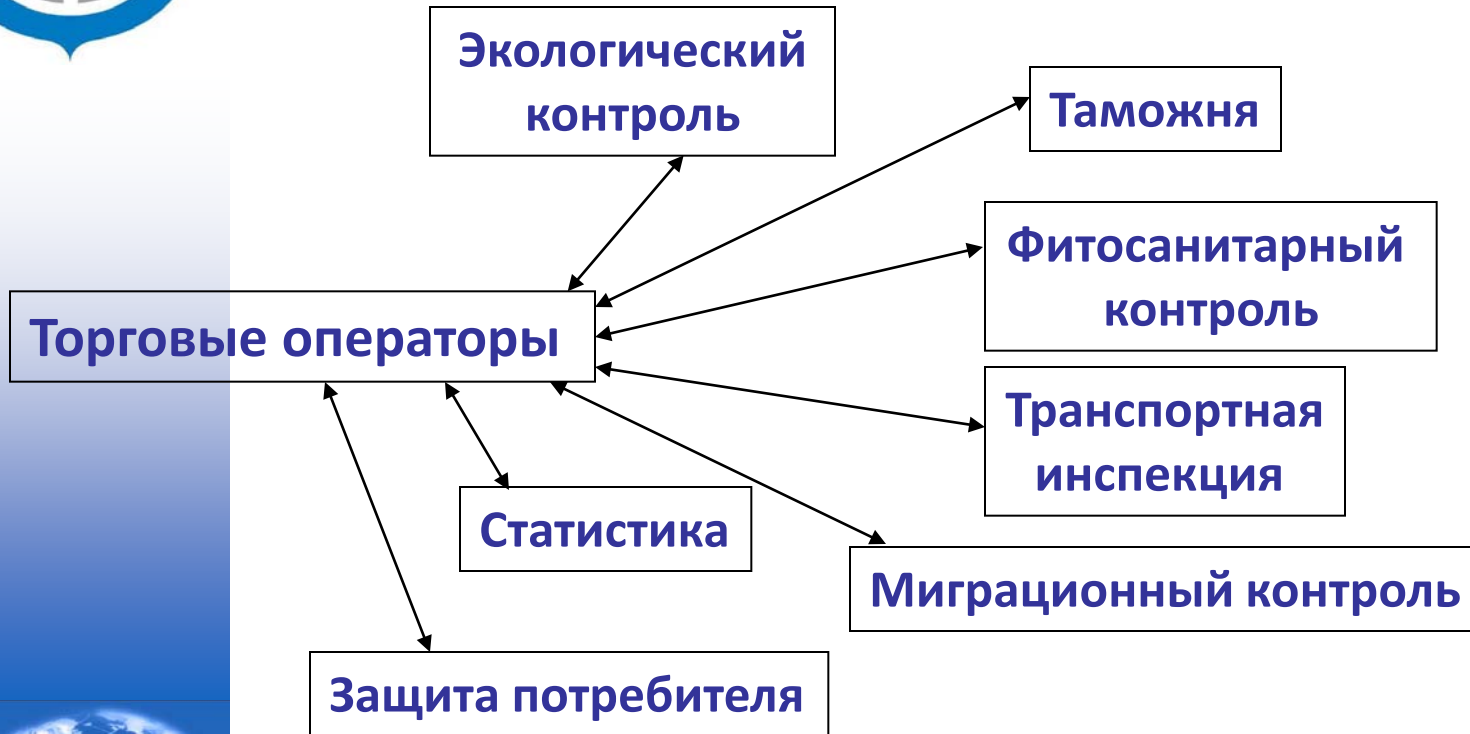 Экологический
контроль
Таможня
Фитосанитарный
контроль
Торговые операторы
Транспортная
инспекция
Статистика
Миграционный контроль
Защита потребителя